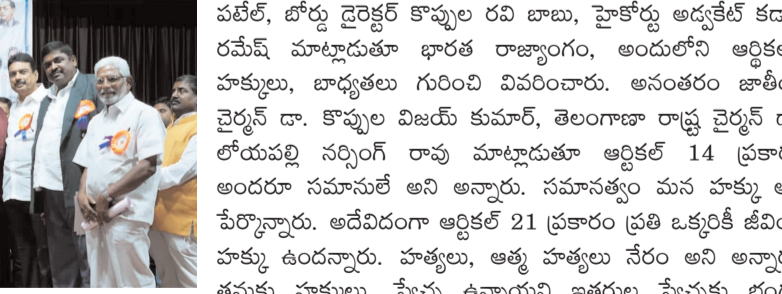 పటేల్, బోర్డు డైరెక్టర్ కొప్పుల రవి బాబు, హైకోర్టు అడ్వకేట్
రమేష్ మాట్లాడుతూ భారత రాజ్యాంగం, అందులోని
హక్కులు, బాధ్యతలు గురించి వివరించారు. అనంతరం
చైర్మన్ డా. కొప్పుల విజయ్ కుమార్, తెలంగాణా రాష్ట్ర చైర్మన్
లోయపల్లి నర్సింగ్ రావు మాట్లాడుతూ ఆర్టికల్ 14
అందరూ సమానులే అని అన్నారు. సమానత్వం మన హక్కు
పేర్కొన్నారు. అదేవిదంగా ఆర్టికల్ 21 ప్రకారం ప్రతి ఒక్కరికీ
హక్కు ఉందన్నారు. హత్యలు, ఆత్మ హత్యలు నేరం అని